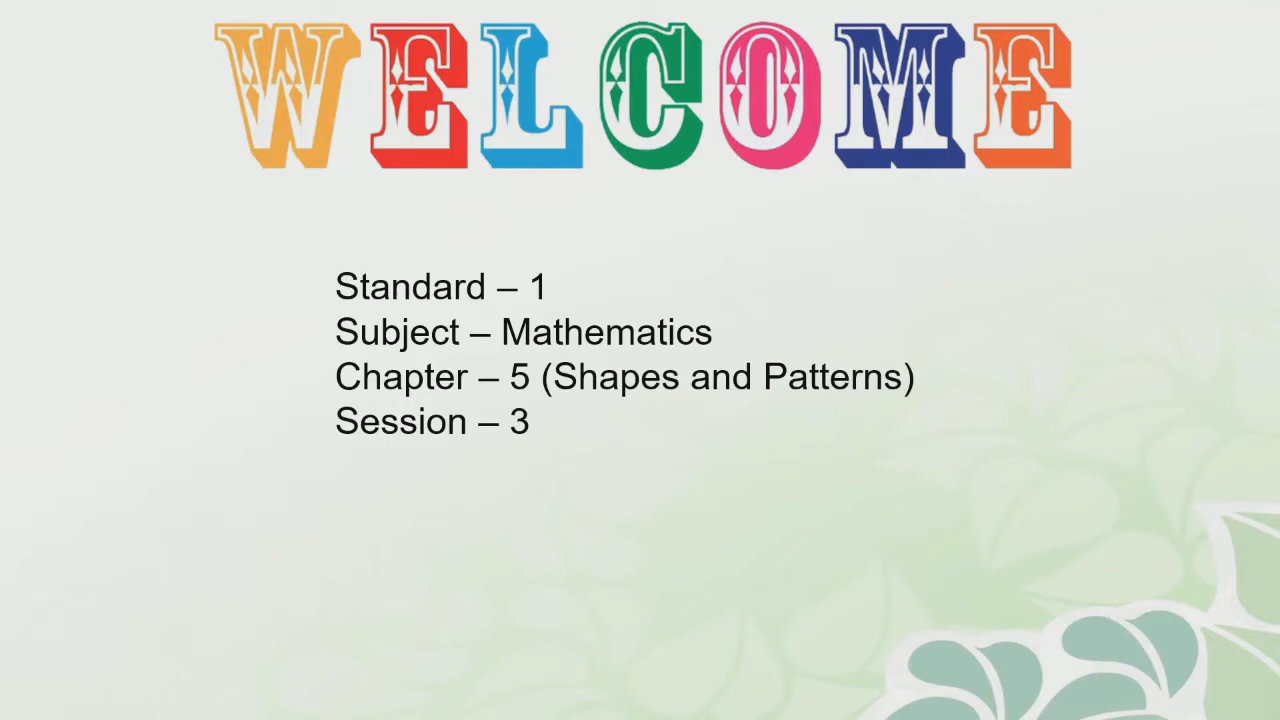 WELCOME
Standard – 1
Subject – Mathematics
Chapter – 5 (Shapes and Patterns)
Session – 3